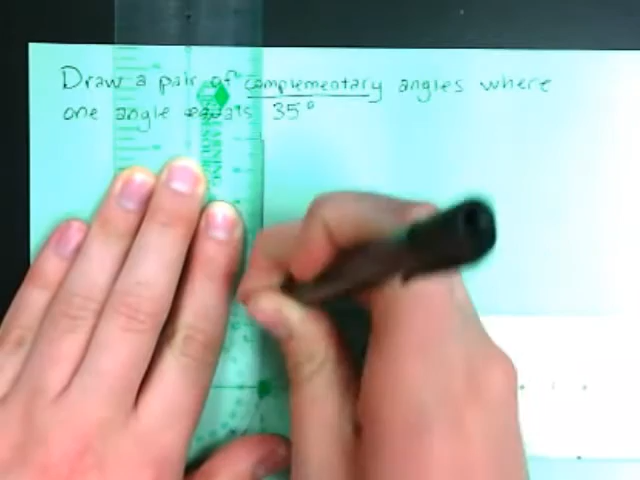 Draw a pair of complementary angles where
one angle equals 35°